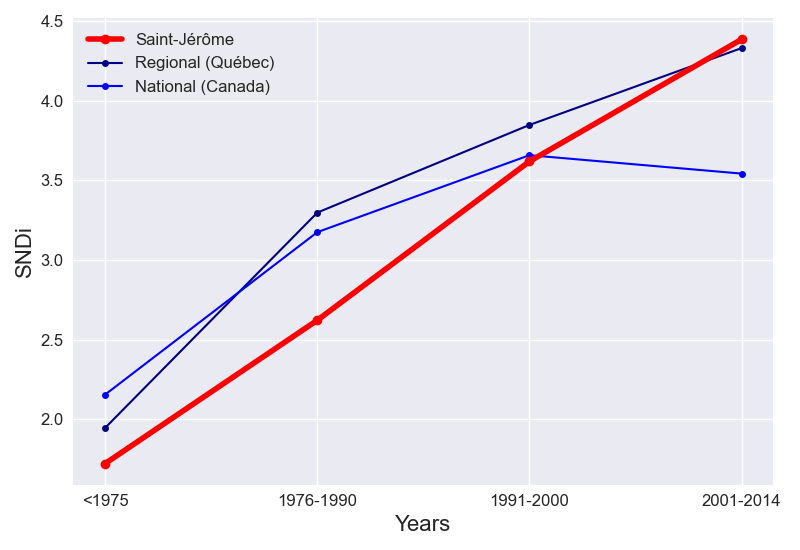 4.5
4.0
3.5
3.0
2.5
2.0
SNDi
Saint-Jérôme
Regional (Québec)
National (Canada)
<1975 1976-1990 1991-2000 2001-2014
Years